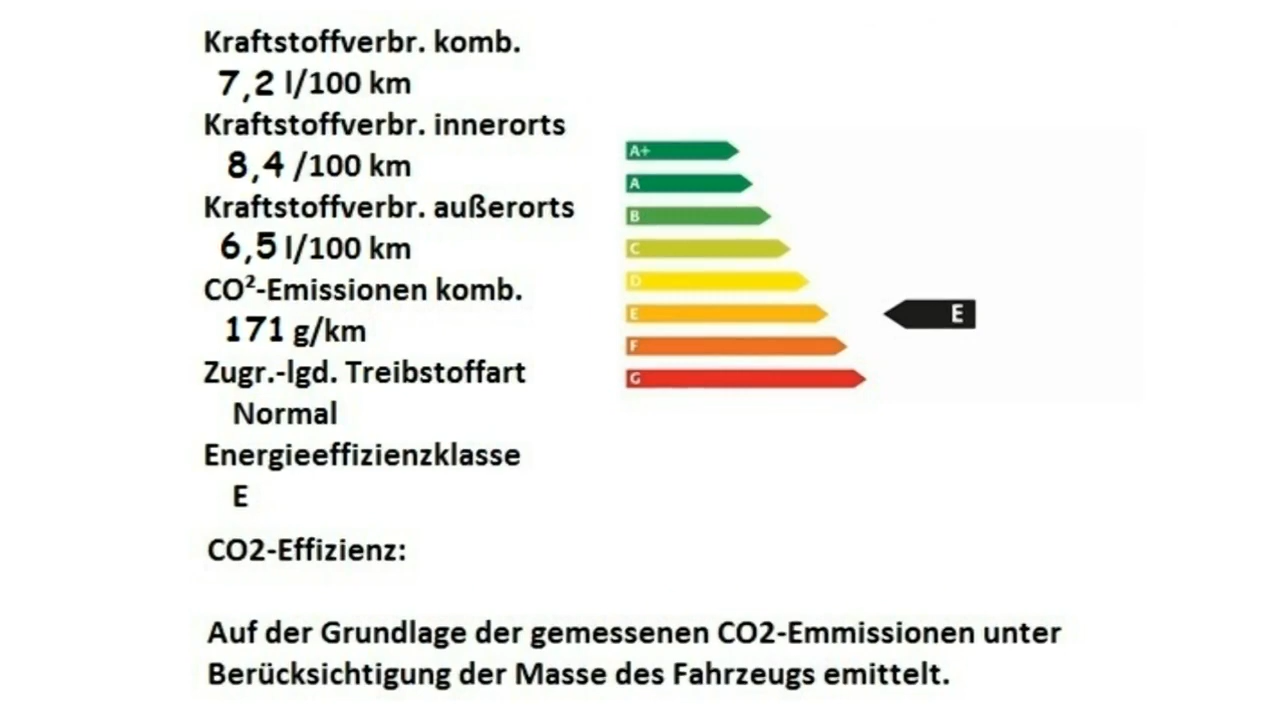 Kraftstoffverbr. komb.
7,2 l/100 km
Kraftstoffverbr. innerorts
8,4 /100 km
Kraftstoffverbr. außerorts
6,5 l/100 km
CO²-Emissionen komb.
171 g/km
Zugr.-lgd. Treibstoffart
Normal
Energieeffizienzklasse
E
A+
A
B
C
D
E
E
F
G
CO2-Effizienz:
Auf der Grundlage der gemessenen CO2-Emmissionen unter
Berücksichtigung der Masse des Fahrzeugs emittelt.